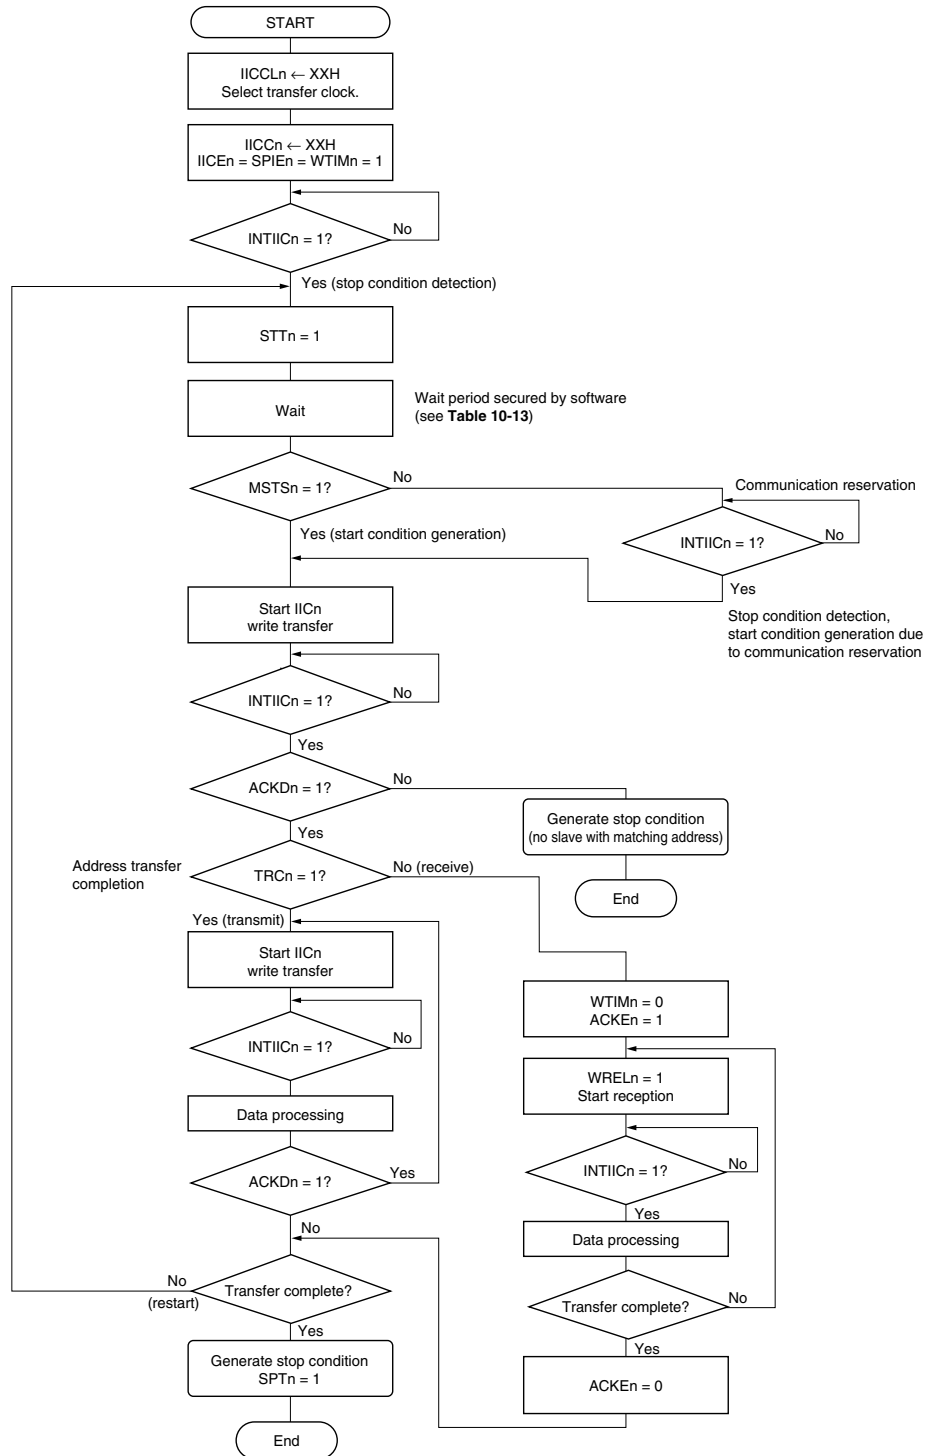 START
IICCLn ← XXH
Select transfer clock.
IICCn ← XXH
IICEn = SPIEn = WTIMn = 1
No
INTIICn = 1?
Yes (stop condition detection)
STTn = 1
Wait
Wait period secured by software
(see Table 10-13)
No
MSTSn = 1?
Communication reservation
Yes (start condition generation)
No
INTIICn = 1?
Yes
Stop condition detection,
start condition generation due
to communication reservation
Start IICn
write transfer
No
INTIICn = 1?
Yes
No
ACKDn = 1?
Generate stop condition
(no slave with matching address)
Yes
Address transfer
completion
TRCn = 1?
No (receive)
End
Yes (transmit)
Start IICn
write transfer
WTIMn = 0
ACKEn = 1
No
INTIICn = 1?
WRELn = 1
Start reception
Data processing
INTIICn = 1?
No
ACKDn = 1?
Yes
Yes
No
Data processing
No
(restart)
Transfer complete?
Transfer complete?
No
Yes
Yes
Generate stop condition
SPTn = 1
ACKEn = 0
End